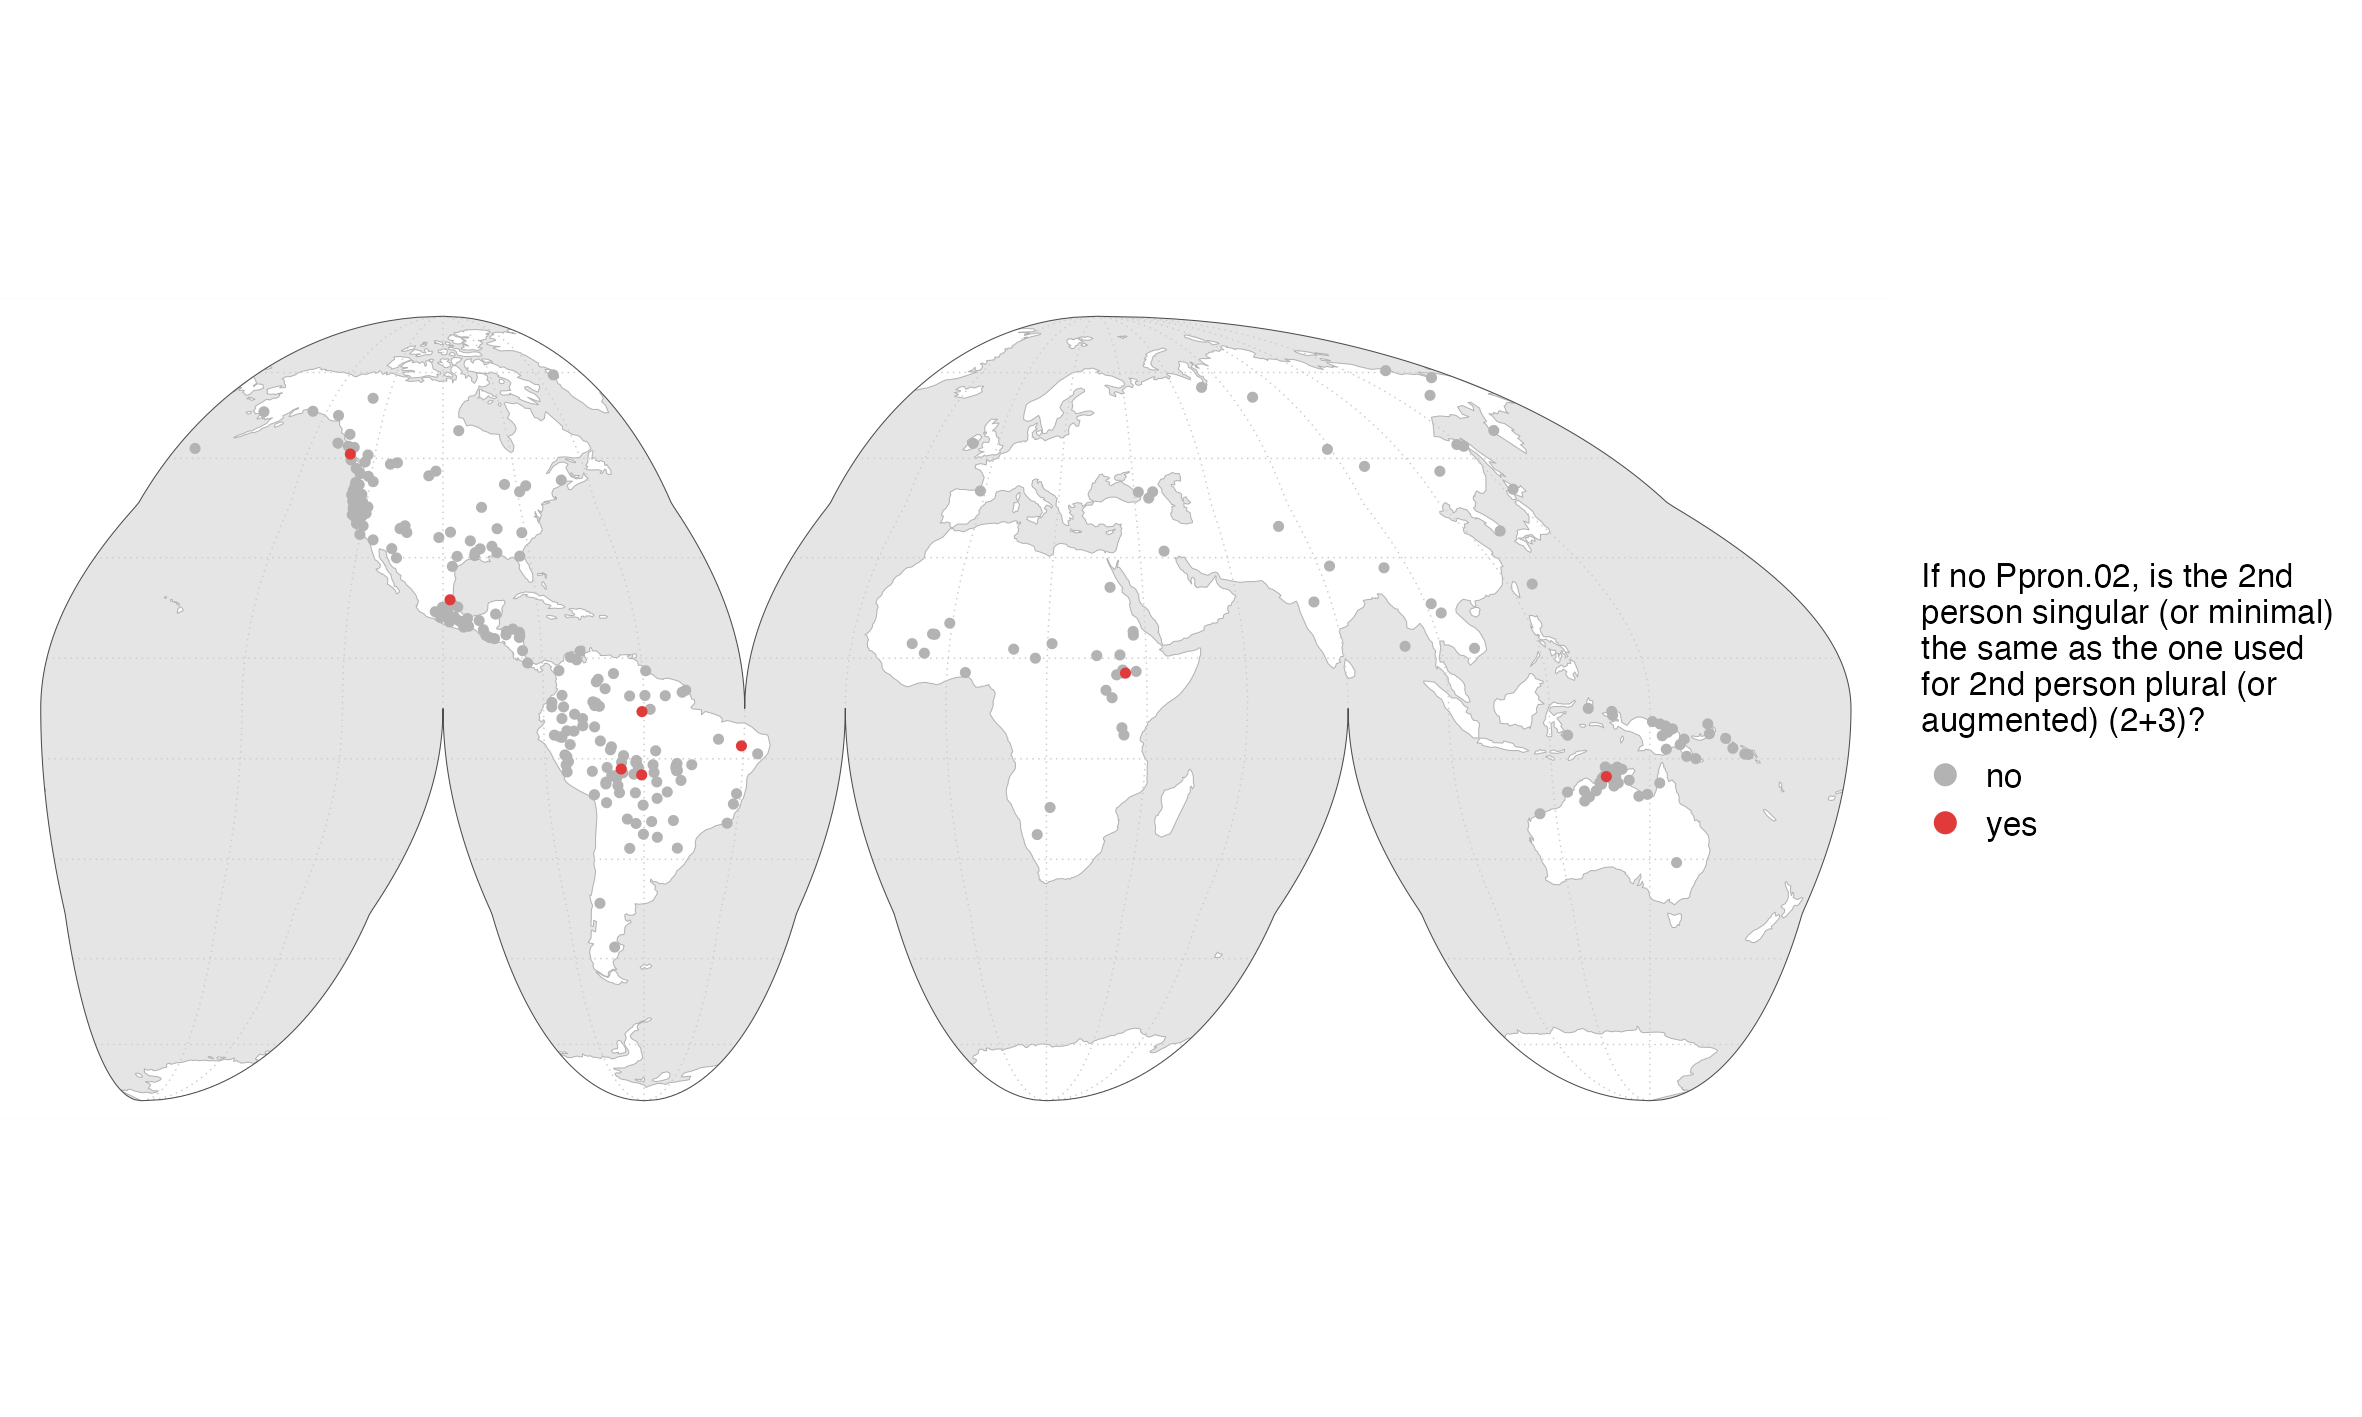 If no Ppron.02, is the 2nd
person singular (or minimal)
the same as the one used
for 2nd person plural (or
augmented) (2+3)?
no
yes